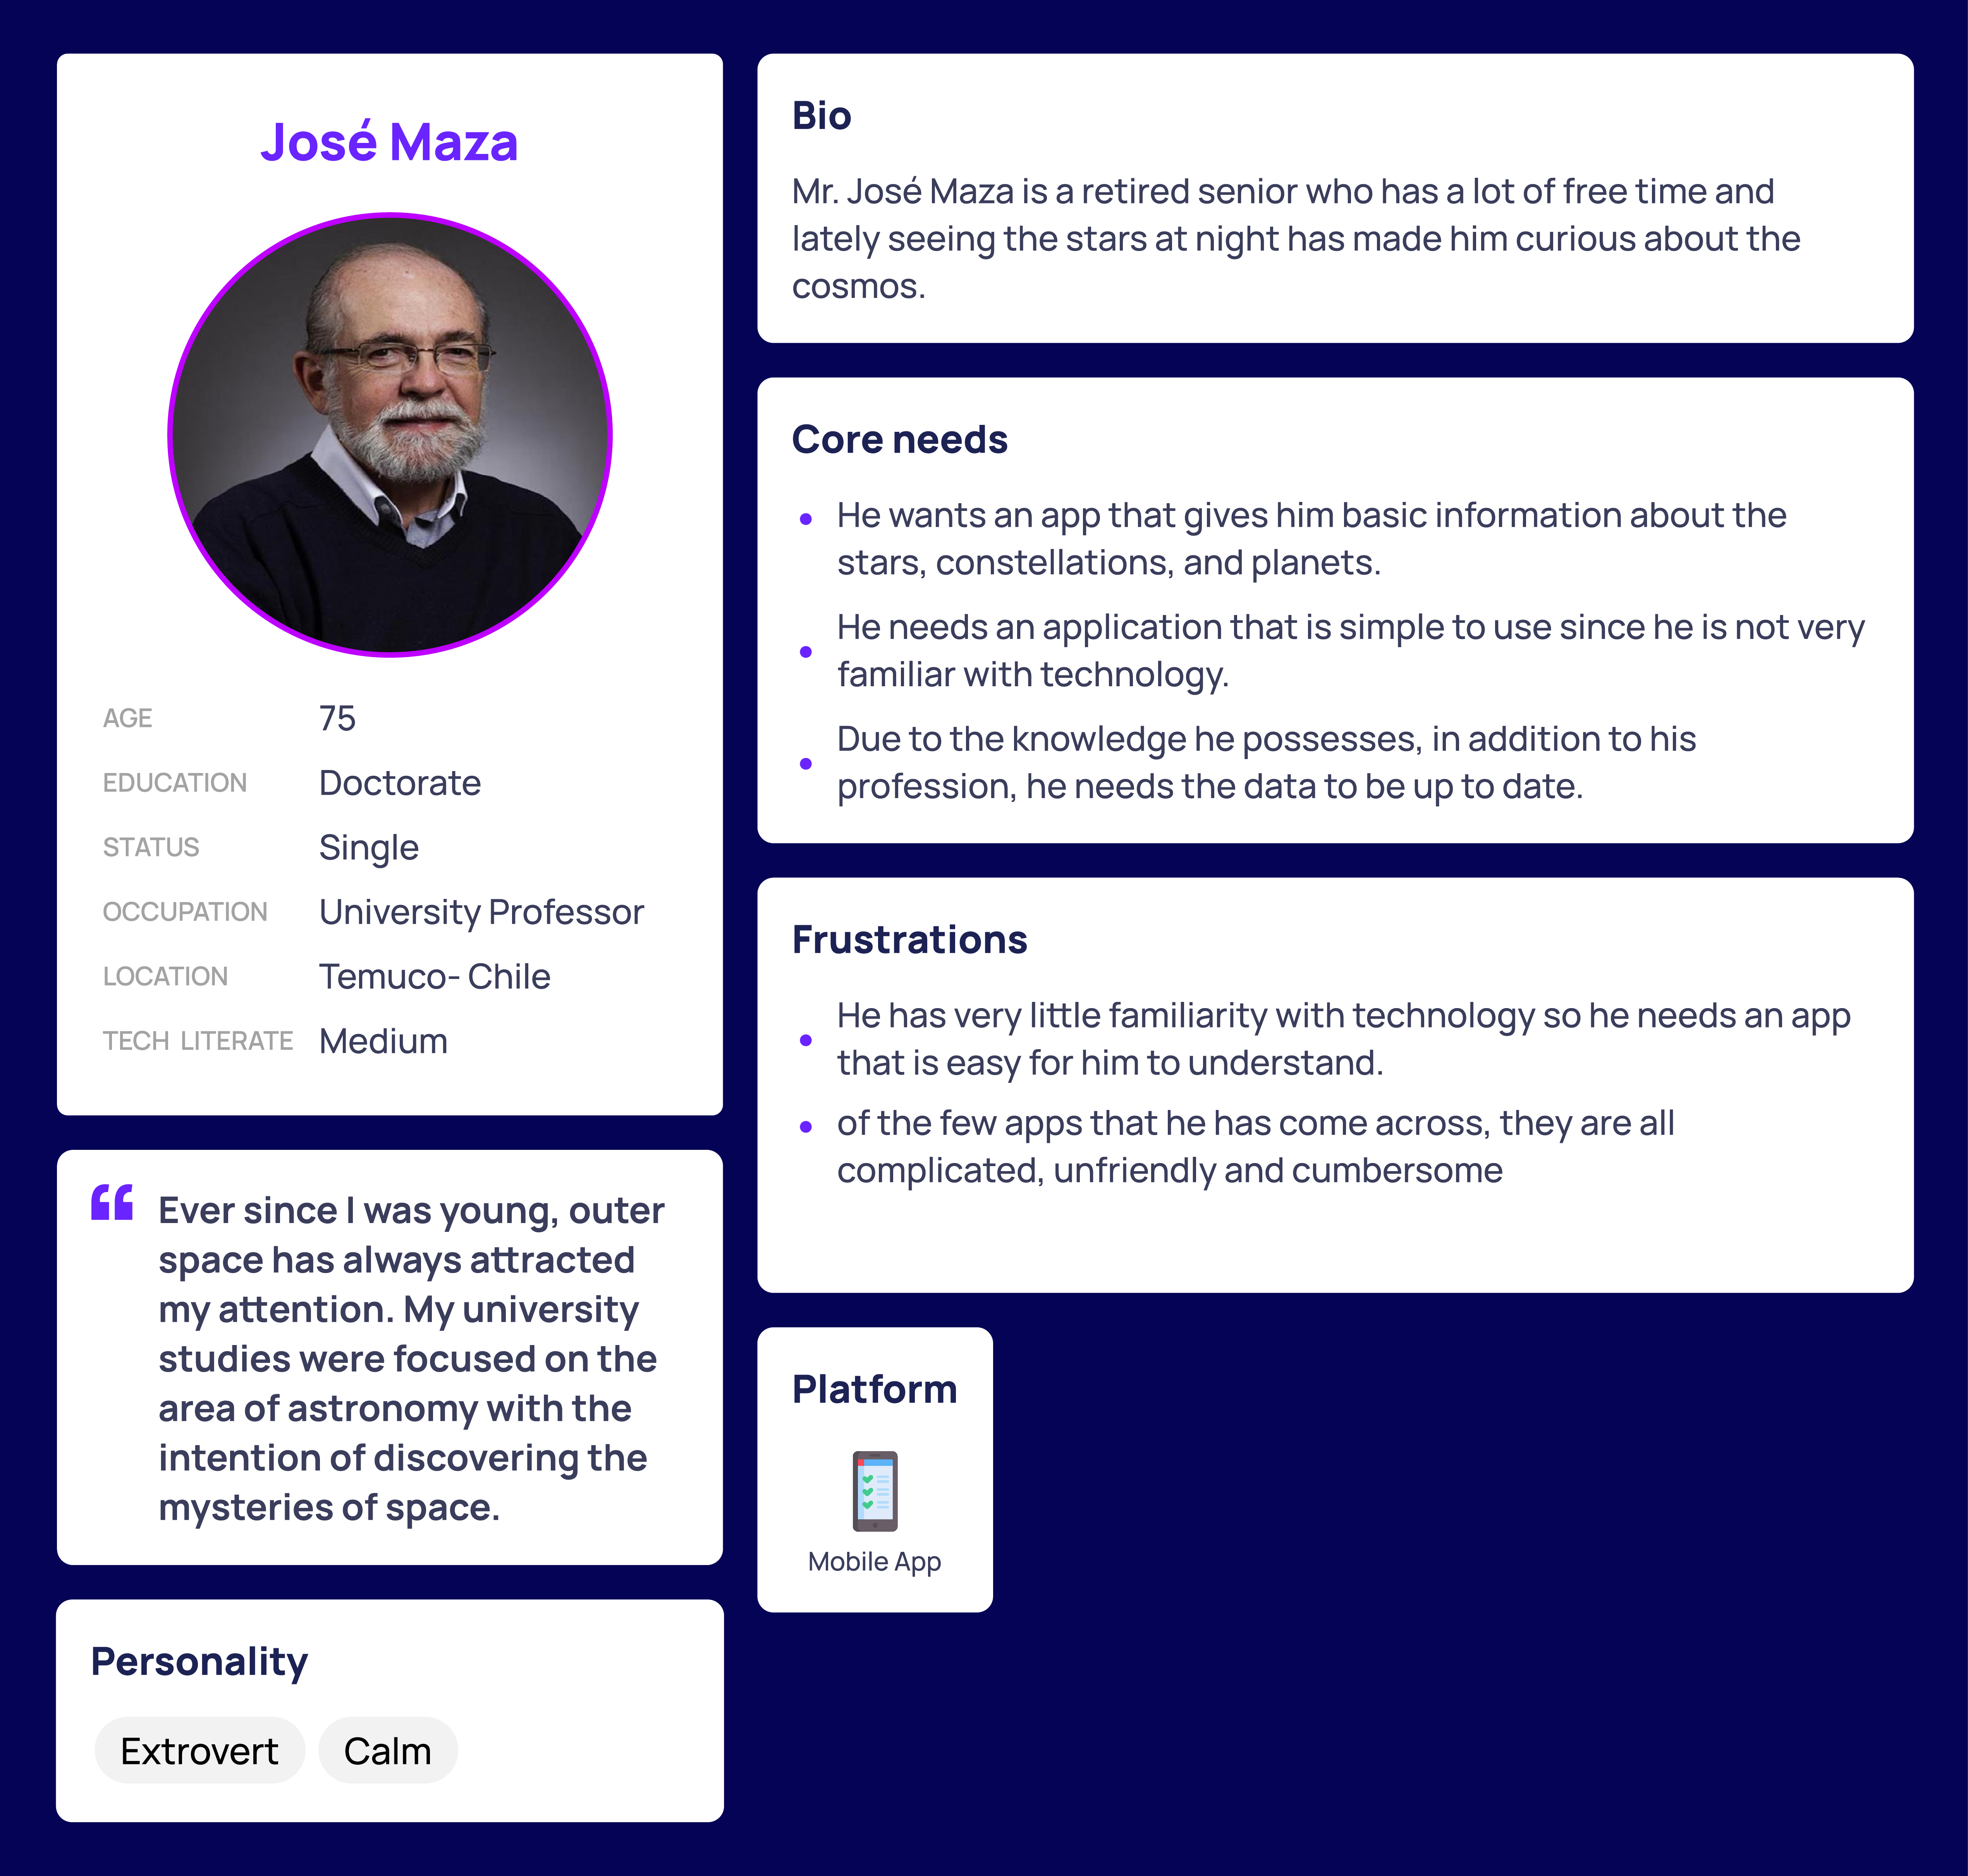 José Maza
AGE 75
EDUCATION Doctorate
STATUS Single
OCCUPATION University Professor
LOCATION Temuco- Chile
TECH LITERATE Medium
“ Ever since I was young, outer
space has always attracted
my attention. My university
studies were focused on the
area of astronomy with the
intention of discovering the
mysteries of space.
Personality
Extrovert Calm
Bio
Mr. José Maza is a retired senior who has a lot of free time and
lately seeing the stars at night has made him curious about the
cosmos.
Core needs
• He wants an app that gives him basic information about the
stars, constellations, and planets.
• He needs an application that is simple to use since he is not very
familiar with technology.
• Due to the knowledge he possesses, in addition to his
profession, he needs the data to be up to date.
Frustrations
• He has very little familiarity with technology so he needs an app
that is easy for him to understand.
• of the few apps that he has come across, they are all
complicated, unfriendly and cumbersome
Platform
Mobile App